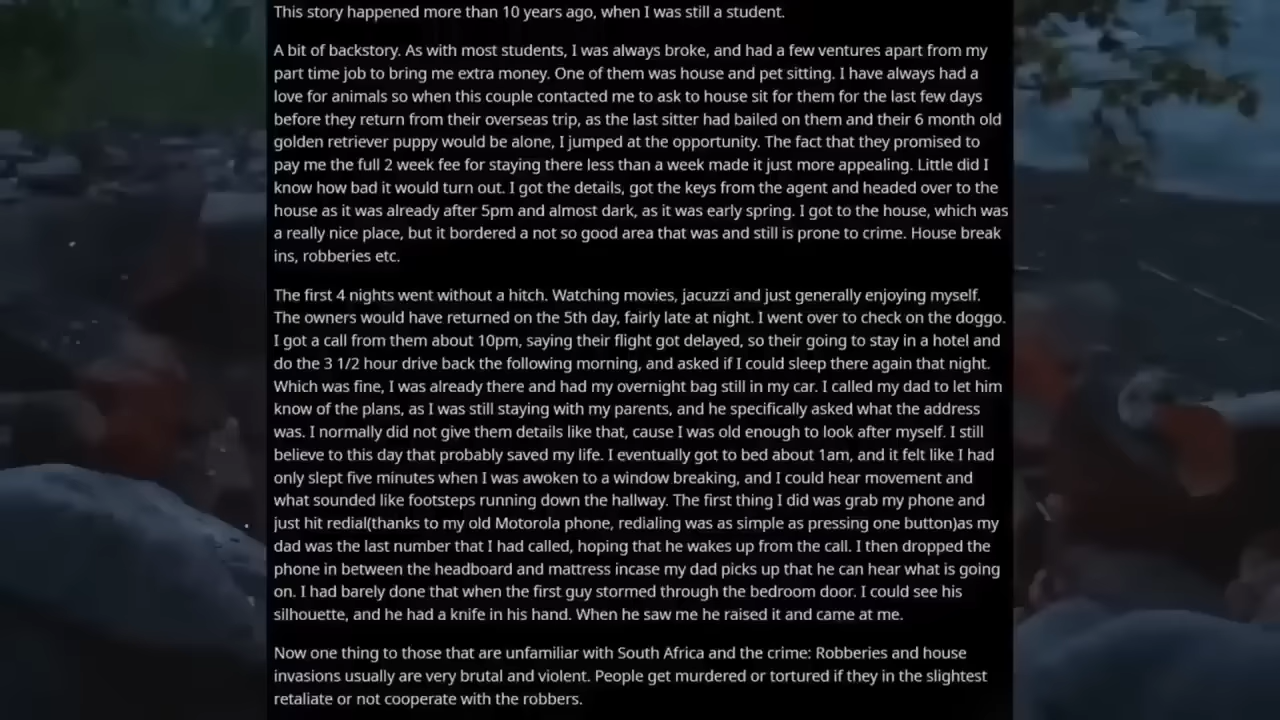 This story happened more than 10 years ago, when I was still a student.
A bit of backstory. As with most students, I was always broke, and had a few ventures apart from my
part time job to bring me extra money. One of them was house and pet sitting. I have always had a
love for animals so when this couple contacted me to ask to house sit for them for the last few days
before they return from their overseas trip, as the last sitter had bailed on them and their 6 month old
golden retriever puppy would be alone, I jumped at the opportunity. The fact that they promised to
pay me the full 2 week fee for staying there less than a week made it just more appealing. Little did I
know how bad it would turn out. I got the details, got the keys from the agent and headed over to the
house as it was already after 5pm and almost dark, as it was early spring. I got to the house, which was
a really nice place, but it bordered a not so good area that was and still is prone to crime. House break
ins, robberies etc.
The first 4 nights went without a hitch. Watching movies, jacuzzi and just generally enjoying myself.
The owners would have returned on the 5th day, fairly late at night. I went over to check on the doggo.
I got a call from them about 10pm, saying their flight got delayed, so their going to stay in a hotel and
do the 3 1/2 hour drive back the following morning, and asked if I could sleep there again that night.
Which was fine, I was already there and had my overnight bag still in my car. I called my dad to let him
know of the plans, as I was still staying with my parents, and he specifically asked what the address
was. I normally did not give them details like that, cause I was old enough to look after myself. I still
believe to this day that probably saved my life. I eventually got to bed about 1am, and it felt like I had
only slept five minutes when I was awoken to a window breaking, and I could hear movement and
what sounded like footsteps running down the hallway. The first thing I did was grab my phone and
just hit redial(thanks to my old Motorola phone, redialing was as simple as pressing one button)as my
dad was the last number that I had called, hoping that he wakes up from the call. I then dropped the
phone in between the headboard and mattress incase my dad picks up that he can hear what is going
on. I had barely done that when the first guy stormed through the bedroom door. I could see his
silhouette, and he had a knife in his hand. When he saw me he raised it and came at me.
Now one thing to those that are unfamiliar with South Africa and the crime: Robberies and house
invasions usually are very brutal and violent. People get murdered or tortured if they in the slightest
retaliate or not cooperate with the robbers.